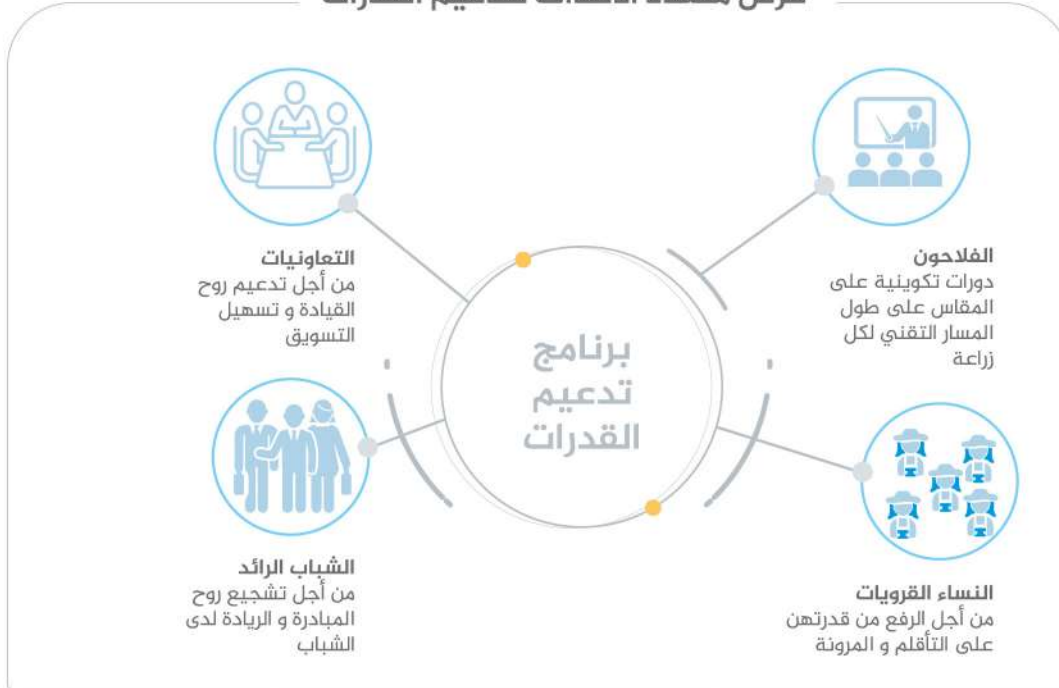 الفلاحون
دورات تكوينية على
المقاس على طول
المسار التقني لكل
زراعة
التعاونيات
من أجل تدعيم روح
القيادة و تسهيل
التسويق
برنامج
تدعيم
القدرات
النساء القرويات
من أجل الرفع من قدرتهن
على التأقلم و المرونة
الشباب الرائد
من أجل تشجيع روح
المبادرة و الريادة لدى
الشباب